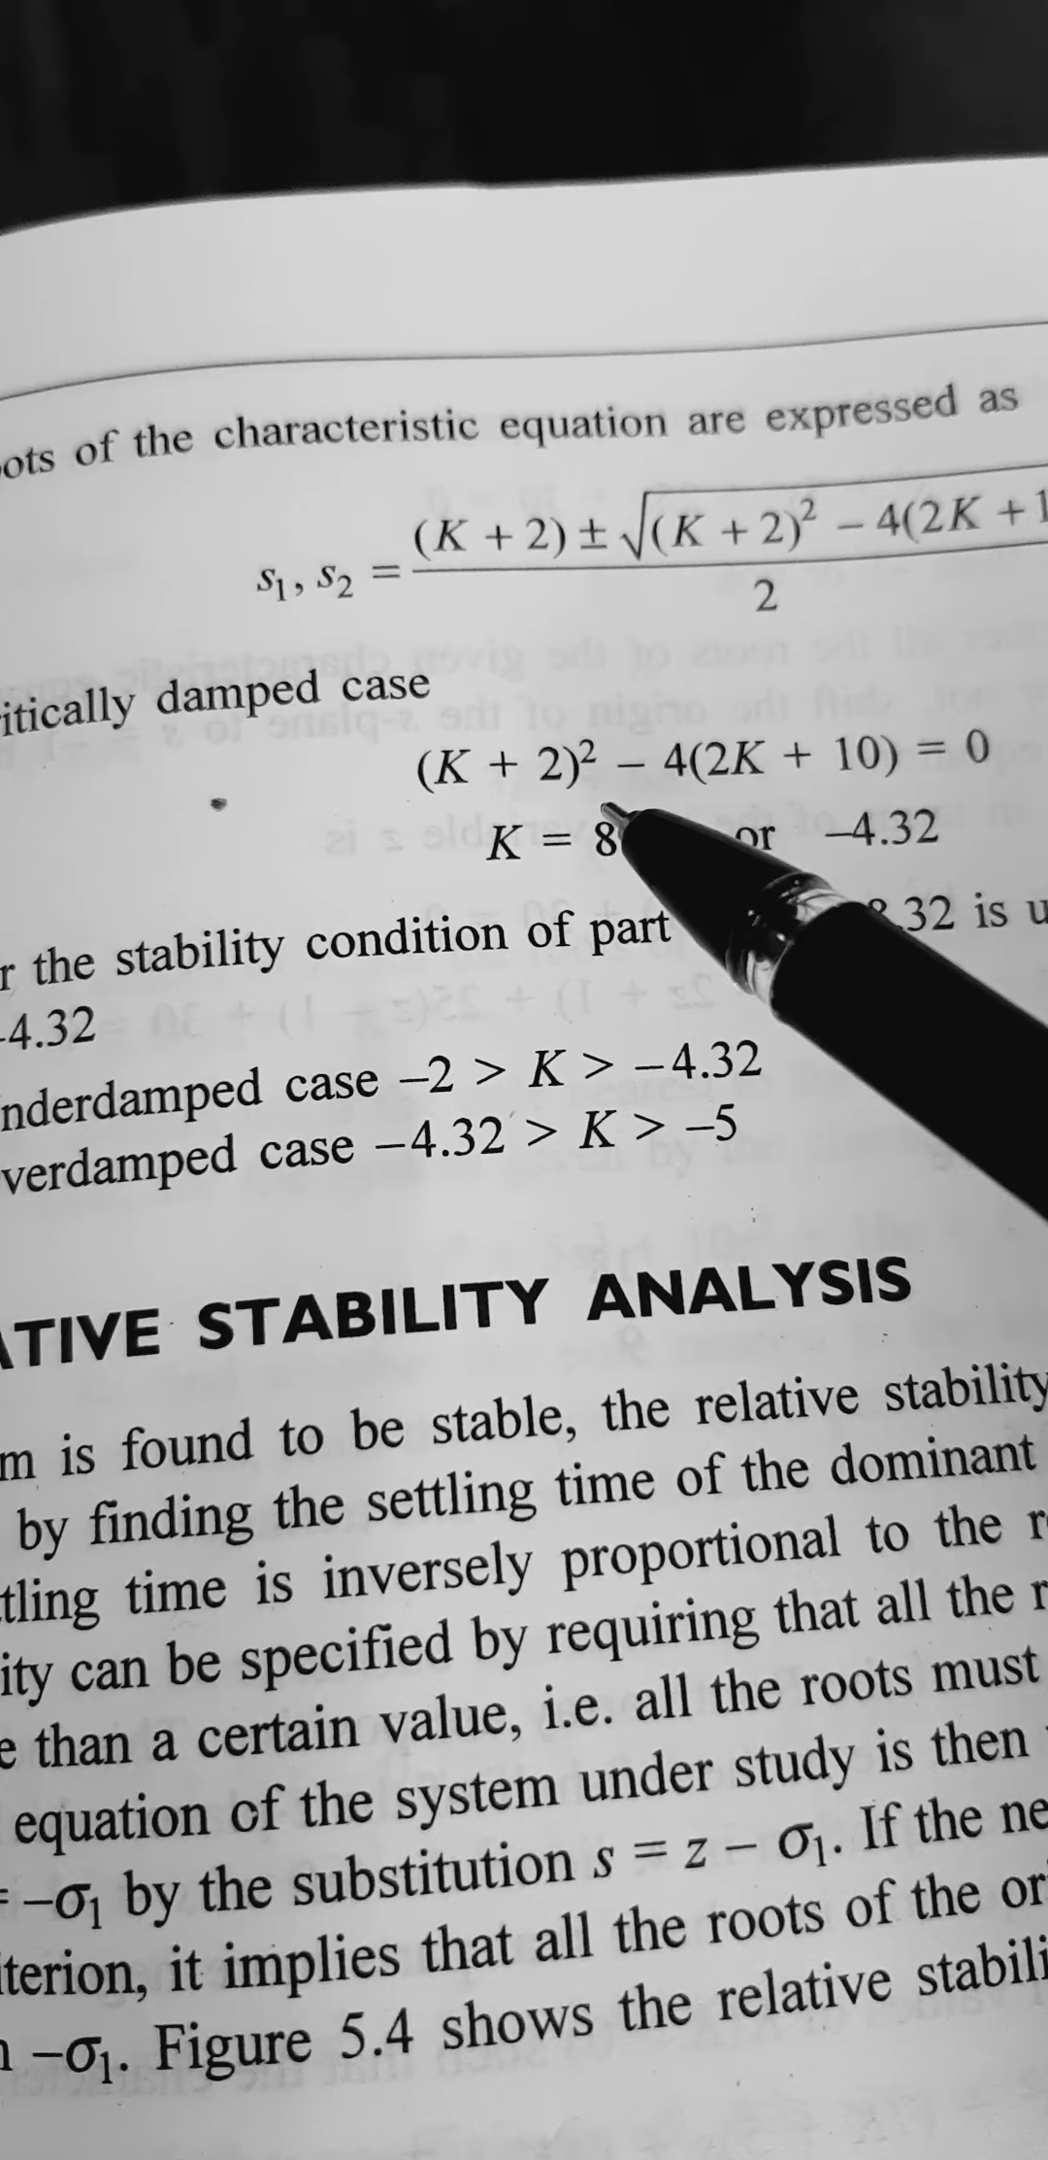 ots of the characteristic equation are expressed as
s₁, s₂ = (K + 2) ± √(K + 2)² – 4(2K + 1 / 2
itically damped case
(K + 2)² – 4(2K + 10) = 0
K = 8 or –4.32
r the stability condition of part .32 is u
-4.32
nderdamped case –2 > K > –4.32
verdamped case –4.32 > K > –5
ATIVE STABILITY ANALYSIS
m is found to be stable, the relative stability
by finding the settling time of the dominant
tling time is inversely proportional to the r
ity can be specified by requiring that all the r
e than a certain value, i.e. all the roots must
equation of the system under study is then
= –σ₁ by the substitution s = z – σ₁. If the ne
iterion, it implies that all the roots of the or
n –σ₁. Figure 5.4 shows the relative stabili